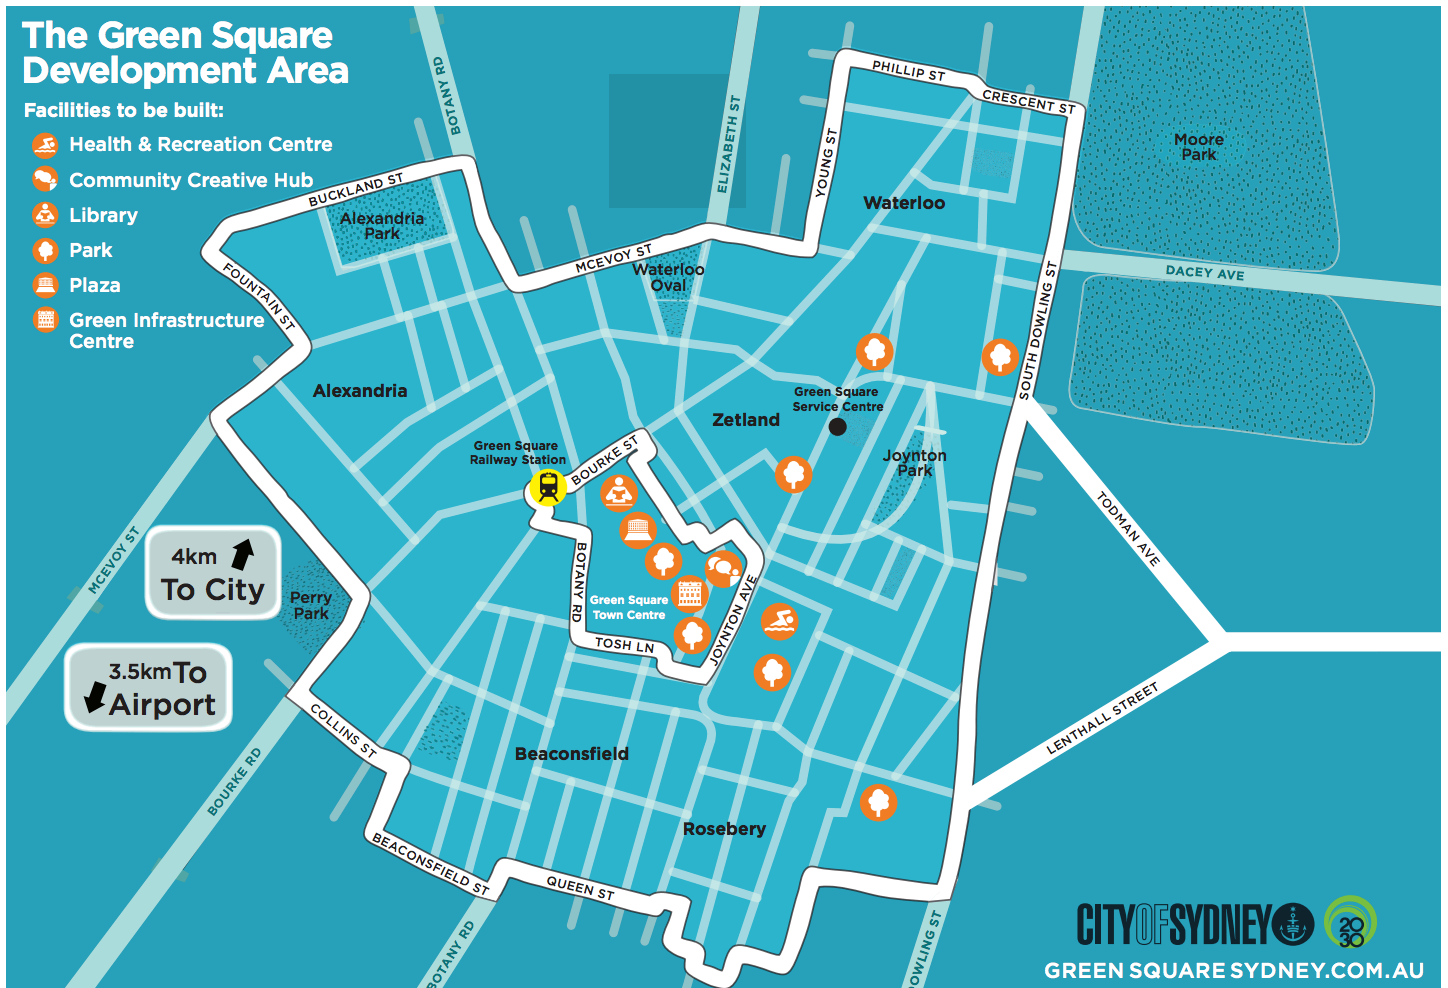 The Green Square
Development Area
Facilities to be built:
Health & Recreation Centre
Community Creative Hub
Library
Park
Plaza
Green Infrastructure
Centre
BOTANY RD
ELIZABETH ST
PHILLIP ST
CRESCENT ST
YOUNG ST
Moore
Park
BUCKLAND ST
Alexandria
Park
Waterloo
MCEVOY ST
Waterloo
Oval
DACEY AVE
FOUNTAIN ST
SOUTH DOWLING ST
Alexandria
Green Square
Service Centre
Zetland
Green Square
Railway Station
BOURKE ST
Joynton
Park
TODMAN AVE
MCEVOY ST
4km
To City
BOTANY RD
Green Square
Town Centre
JOYNTON AVE
Perry
Park
TOSH LN
3.5km To
Airport
COLLINS ST
LENTHALL STREET
Beaconsfield
BOURKE RD
Rosebery
BEACONSFIELD ST
QUEEN ST
BOTANY RD
OWLING ST
CITYOFSYDNEY
2030
GREEN SQUARE SYDNEY.COM.AU